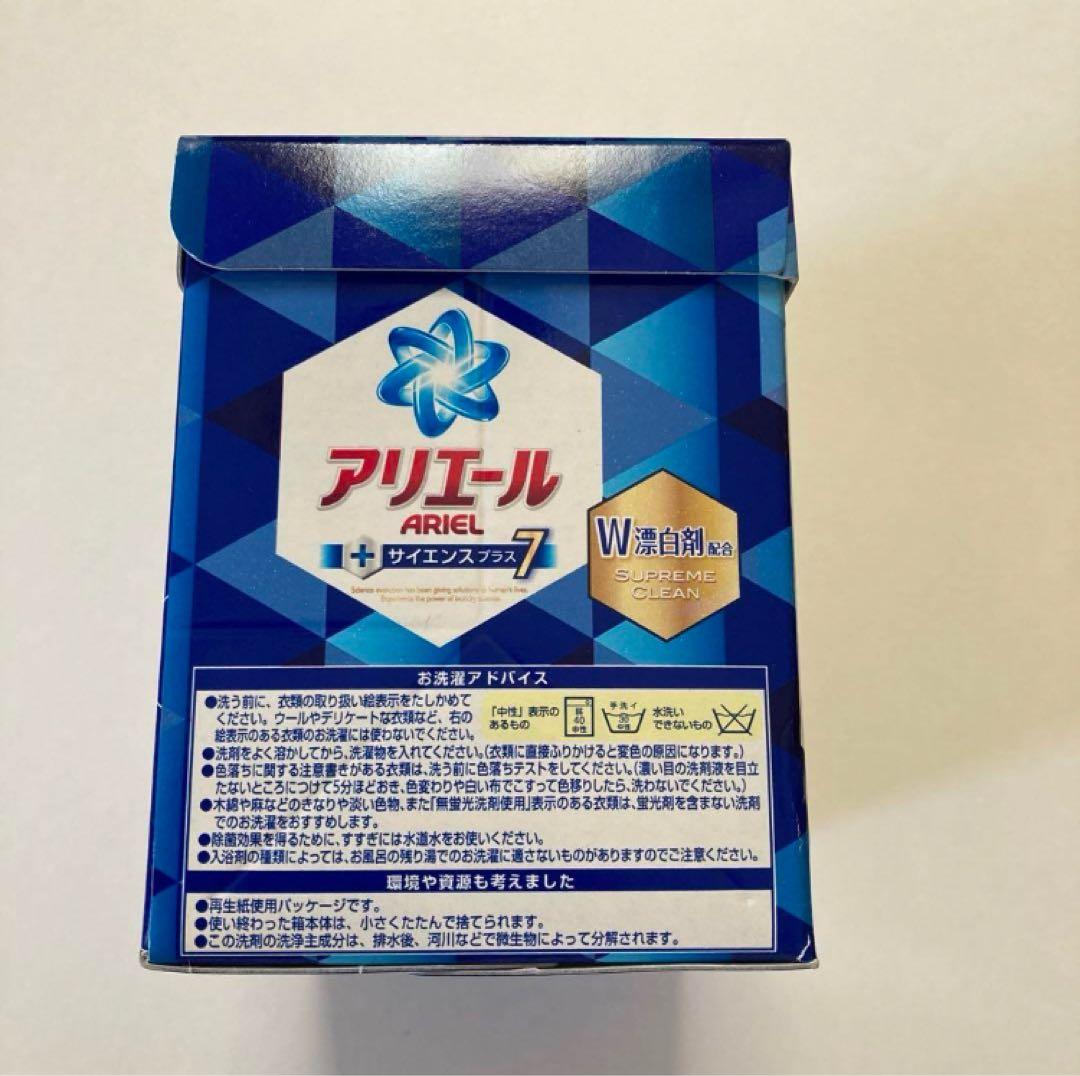 アリエール
ARIEL
サイエンスプラス7
Science evolution has been giving solutions to human lives.
Experience the power of laundry science.
W漂白剤配合
SUPREME
CLEAN
お洗濯アドバイス
●洗う前に、衣類の取り扱い絵表示をたしかめて
ください。ウールやデリケートな衣類など、右の
絵表示のある衣類のお洗濯には使わないでください。
「中性」表示の
あるもの
弱
40
中性
手洗イ
30
中性
水洗い
できないもの
●洗剤をよく溶かしてから、洗濯物を入れてください。(衣類に直接ふりかけると変色の原因になります。)
●色落ちに関する注意書きがある衣類は、洗う前に色落ちテストをしてください。(濃い目の洗剤液を目立
たないところにつけて5分ほどおき、色変わりや白い布でこすって色移りしたら、洗わないでください。)
●木綿や麻などのきなりや淡い色物、また「無蛍光洗剤使用」表示のある衣類は、蛍光剤を含まない洗剤
でのお洗濯をおすすめします。
●除菌効果を得るために、すすぎには水道水をお使いください。
●入浴剤の種類によっては、お風呂の残り湯でのお洗濯に適さないものがありますのでご注意ください。
環境や資源も考えました
●再生紙使用パッケージです。
●使い終わった箱本体は、小さくたたんで捨てられます。
●この洗剤の洗浄主成分は、排水後、河川などで微生物によって分解されます。